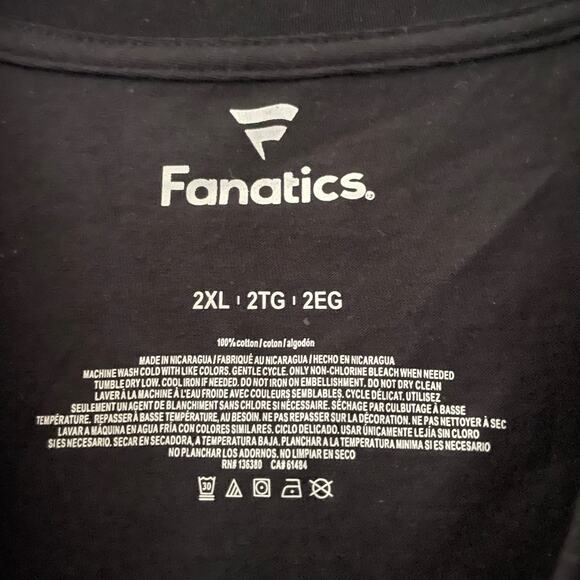 Fanatics.
2XL | 2TG | 2EG
100% cotton / coton / algodón
MADE IN NICARAGUA / FABRIQUÉ AU NICARAGUA / HECHO EN NICARAGUA
MACHINE WASH COLD WITH LIKE COLORS. GENTLE CYCLE. ONLY NON-CHLORINE BLEACH WHEN NEEDED
TUMBLE DRY LOW. COOL IRON IF NEEDED. DO NOT IRON ON EMBELLISHMENT. DO NOT DRY CLEAN
LAVER À LA MACHINE À L'EAU FROIDE AVEC COULEURS SEMBLABLES. CYCLE DÉLICAT. UTILISEZ
SEULEMENT UN AGENT DE BLANCHIMENT SANS CHLORE SI NÉCESSAIRE. SÉCHAGE PAR CULBUTAGE À BASSE
TEMPÉRATURE. REPASSER À BASSE TEMPÉRATURE, AU BESOIN. NE PAS REPASSER SUR LA DÉCORATION. NE PAS NETTOYER À SEC
LAVAR A MÁQUINA EN AGUA FRÍA CON COLORES SIMILARES. CICLO DELICADO. USAR ÚNICAMENTE LEJÍA SIN CLORO
SI ES NECESARIO. SECAR EN SECADORA, A TEMPERATURA BAJA. PLANCHAR A LA TEMPERATURA MINIMA SI ES NECESARIO
NO PLANCHAR LOS ADORNOS. NO LIMPIAR EN SECO
RN# 136380 CA# 61484
30